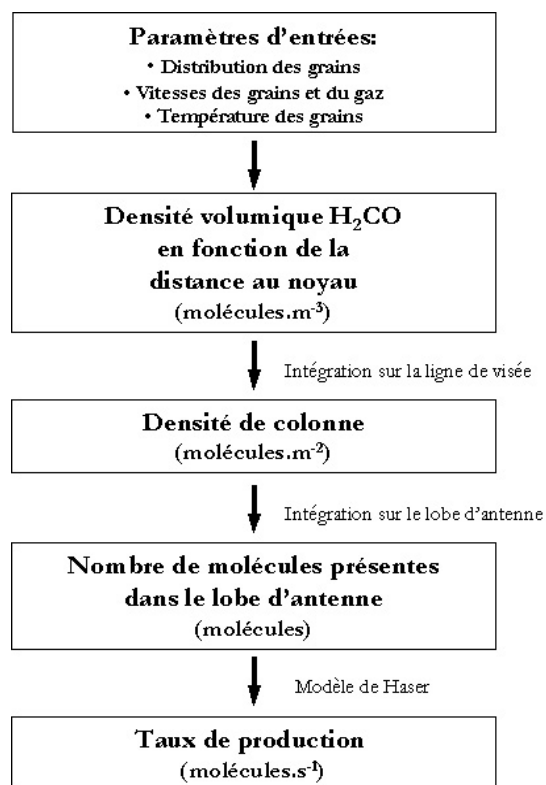 Paramètres d'entrées:
• Distribution des grains
• Vitesses des grains et du gaz
• Température des grains
Densité volumique H₂CO
en fonction de la
distance au noyau
(molécules.m⁻³)
Intégration sur la ligne de visée
Densité de colonne
(molécules.m⁻²)
Intégration sur le lobe d'antenne
Nombre de molécules présentes
dans le lobe d'antenne
(molécules)
Modèle de Haser
Taux de production
(molécules.s⁻¹)